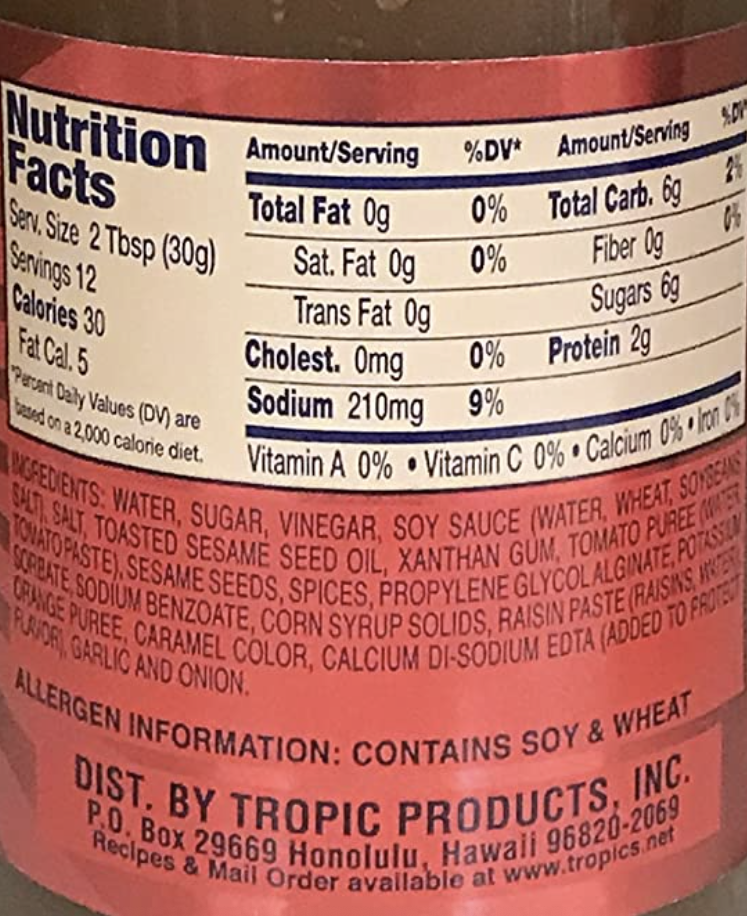 Nutrition
Facts
Serv. Size 2 Tbsp (30g)
Servings 12
Calories 30
Fat Cal. 5
*Percent Daily Values (DV) are
based on a 2,000 calorie diet.
Amount/Serving %DV* Amount/Serving %DV
Total Fat 0g 0% Total Carb. 6g 2%
Sat. Fat 0g 0% Fiber 0g 0%
Trans Fat 0g Sugars 6g
Cholest. 0mg 0% Protein 2g
Sodium 210mg 9%
Vitamin A 0% • Vitamin C 0% • Calcium 0% • Iron 0%
INGREDIENTS: WATER, SUGAR, VINEGAR, SOY SAUCE (WATER, WHEAT, SOYBEANS
SALT), SALT, TOASTED SESAME SEED OIL, XANTHAN GUM, TOMATO PUREE (WATER,
TOMATO PASTE), SESAME SEEDS, SPICES, PROPYLENE GLYCOL ALGINATE, POTASSIUM
SORBATE, SODIUM BENZOATE, CORN SYRUP SOLIDS, RAISIN PASTE (RAISINS, WATER),
ORANGE PUREE, CARAMEL COLOR, CALCIUM DI-SODIUM EDTA (ADDED TO PROTECT
FLAVOR), GARLIC AND ONION.
ALLERGEN INFORMATION: CONTAINS SOY & WHEAT
DIST. BY TROPIC PRODUCTS, INC.
P.O. Box 29669 Honolulu, Hawaii 96820-2069
Recipes & Mail Order available at www.tropics.net